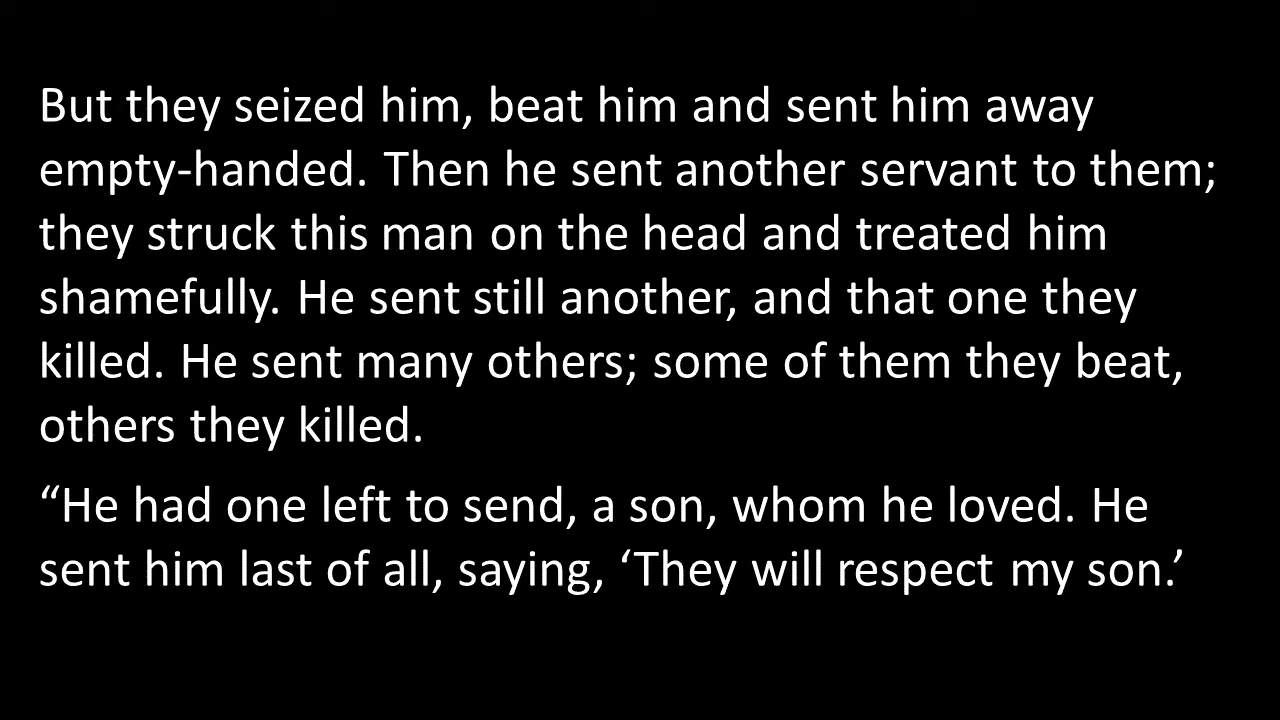 But they seized him, beat him and sent him away
empty-handed. Then he sent another servant to them;
they struck this man on the head and treated him
shamefully. He sent still another, and that one they
killed. He sent many others; some of them they beat,
others they killed.
“He had one left to send, a son, whom he loved. He
sent him last of all, saying, ‘They will respect my son.’